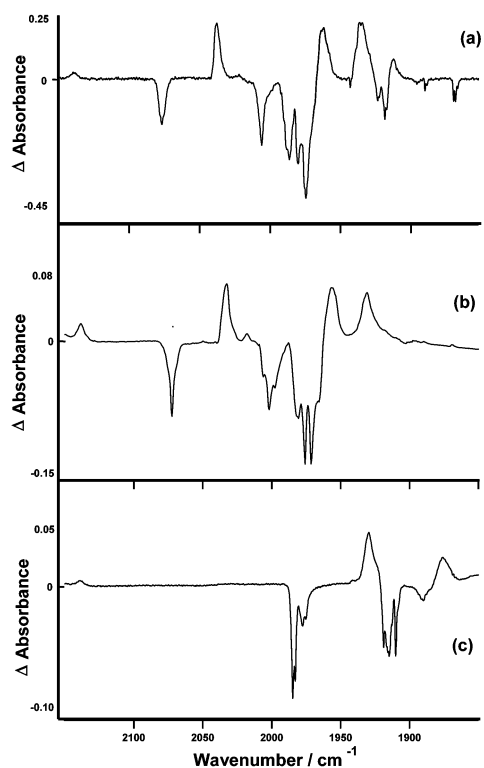 0.25
(a)
0
Δ Absorbance
-0.45
0.08
(b)
0
Δ Absorbance
-0.15
0.05
0
(c)
Δ Absorbance
-0.10
2100 2050 2000 1950 1900
Wavenumber / cm⁻¹